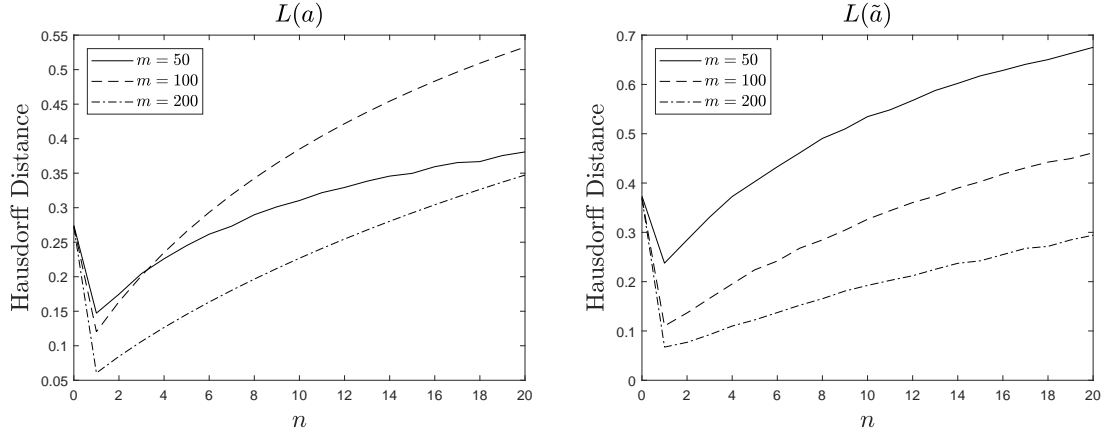 L(a)
0.55
0.5
0.45
0.4
0.35
0.3
0.25
0.2
0.15
0.1
0.05
Hausdorff Distance
m = 50
m = 100
m = 200
0 2 4 6 8 10 12 14 16 18 20
n
L(ã)
0.7
0.6
0.5
0.4
0.3
0.2
0.1
0
Hausdorff Distance
m = 50
m = 100
m = 200
0 2 4 6 8 10 12 14 16 18 20
n